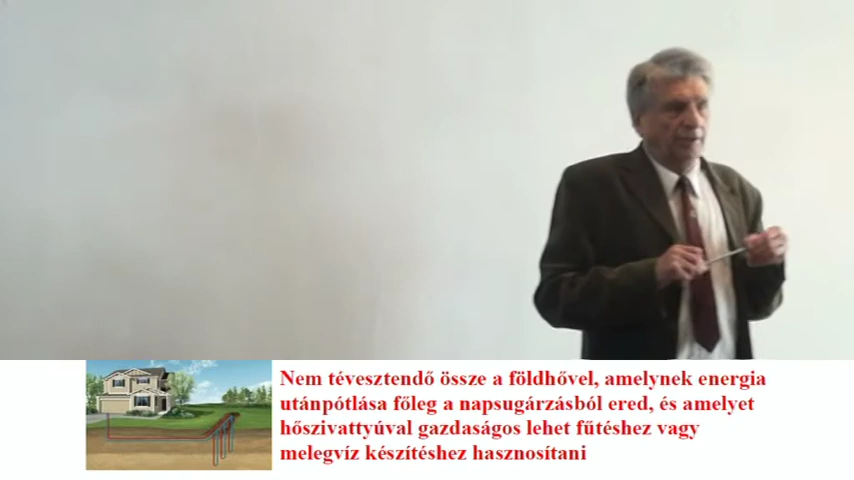 Nem tévesztendő össze a földhővel, amelynek energia
utánpótlása főleg a napsugárzásból ered, és amelyet
hőszivattyúval gazdaságos lehet fűtéshez vagy
melegvíz készítéshez hasznosítani